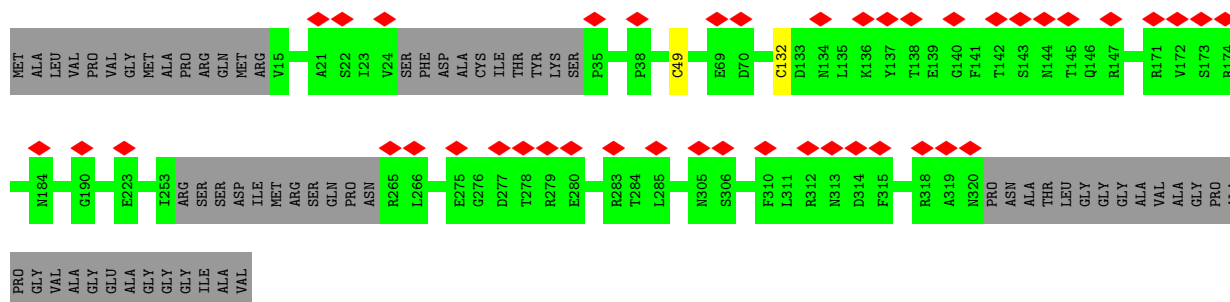 MET ALA LEU VAL PRO VAL GLY MET ALA PRO ARG GLN MET ARG V15 A21 S22 I23 V24 SER PHE ASP ALA CYS ILE THR TYR LYS SER P35 P38 C49 E69 D70 C132 D133 N134 L135 K136 Y137 T138 E139 G140 F141 T142 S143 N144 T145 Q146 R147 R171 V172 S173 R174
N184 G190 E223 I253 ARG SER SER ASP ILE MET ARG SER GLN PRO ASN R265 L266 E275 G276 D277 T278 R279 E280 R283 T284 L285 N305 S306 F310 L311 R312 N313 D314 F315 R318 A319 N320 PRO ASN ALA THR LEU GLY GLY GLY ALA VAL ALA GLY PRO
PRO GLY VAL ALA GLY GLU ALA GLY GLY GLY ILE ALA VAL